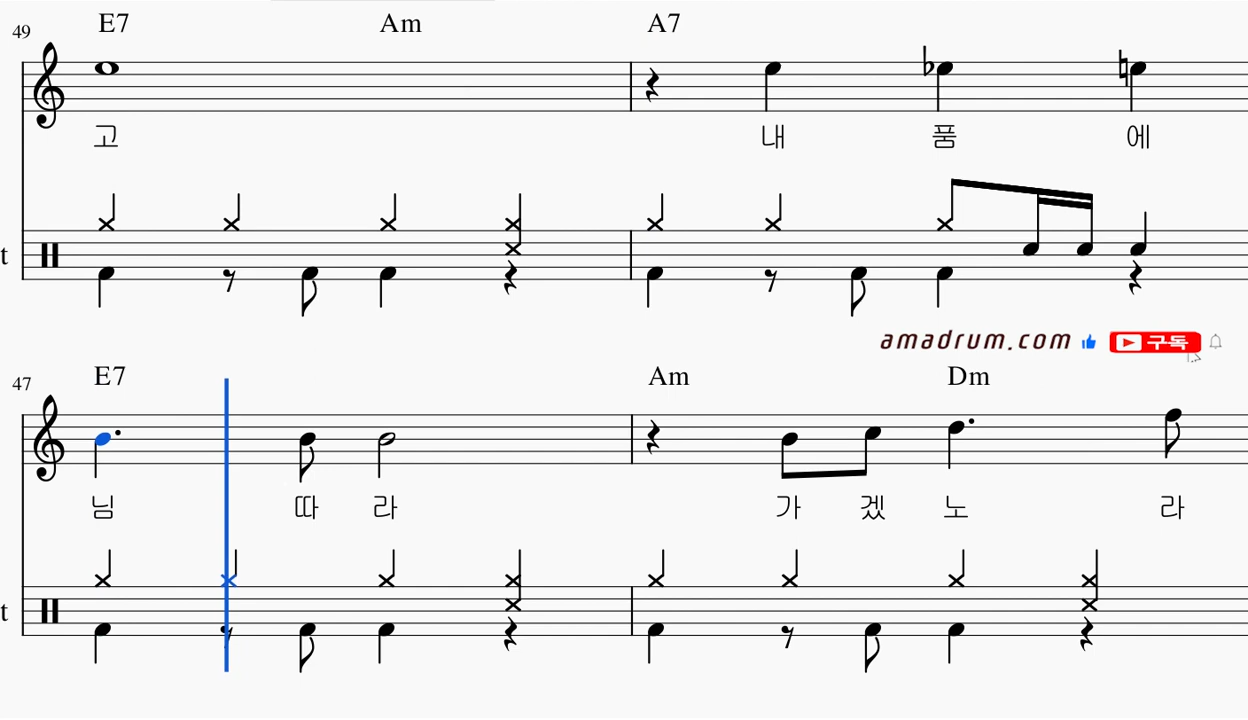 49 E7 Am A7
고 내 품 에
t
amadrum.com 구독
47 E7 Am Dm
님 따 라 가 겠 노 라
t